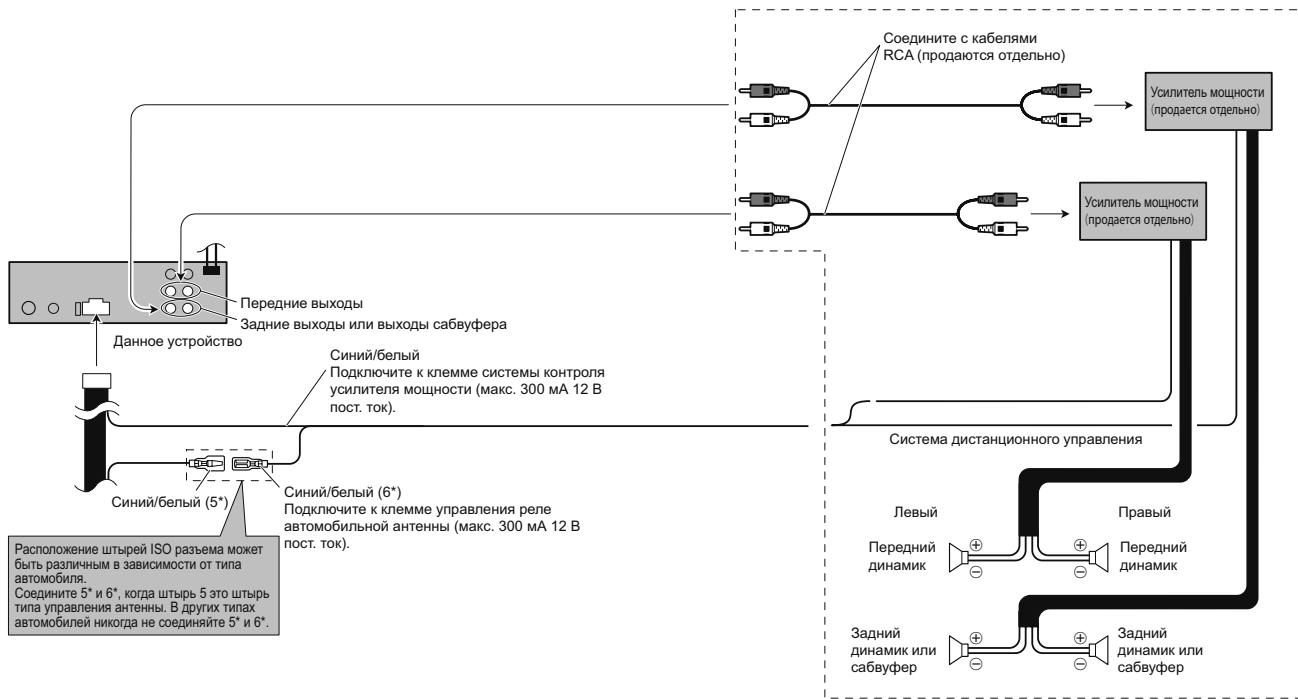 Соедините с кабелями
RCA (продаются отдельно)
Усилитель мощности
(продается отдельно)
Усилитель мощности
(продается отдельно)
Передние выходы
Задние выходы или выходы сабвуфера
Данное устройство
Синий/белый
Подключите к клемме системы контроля
усилителя мощности (макс. 300 мА 12 В
пост. ток).
Система дистанционного управления
Синий/белый (5*)
Синий/белый (6*)
Подключите к клемме управления реле
автомобильной антенны (макс. 300 мА 12 В
пост. ток).
Расположение штырей ISO разъема может
быть различным в зависимости от типа
автомобиля.
Соедините 5* и 6*, когда штырь 5 это штырь
типа управления антенны. В других типах
автомобилей никогда не соединяйте 5* и 6*.
Левый
Правый
Передний
динамик
⊕
⊖
⊕
⊖
Передний
динамик
Задний
динамик или
сабвуфер
⊕
⊖
⊕
⊖
Задний
динамик или
сабвуфер